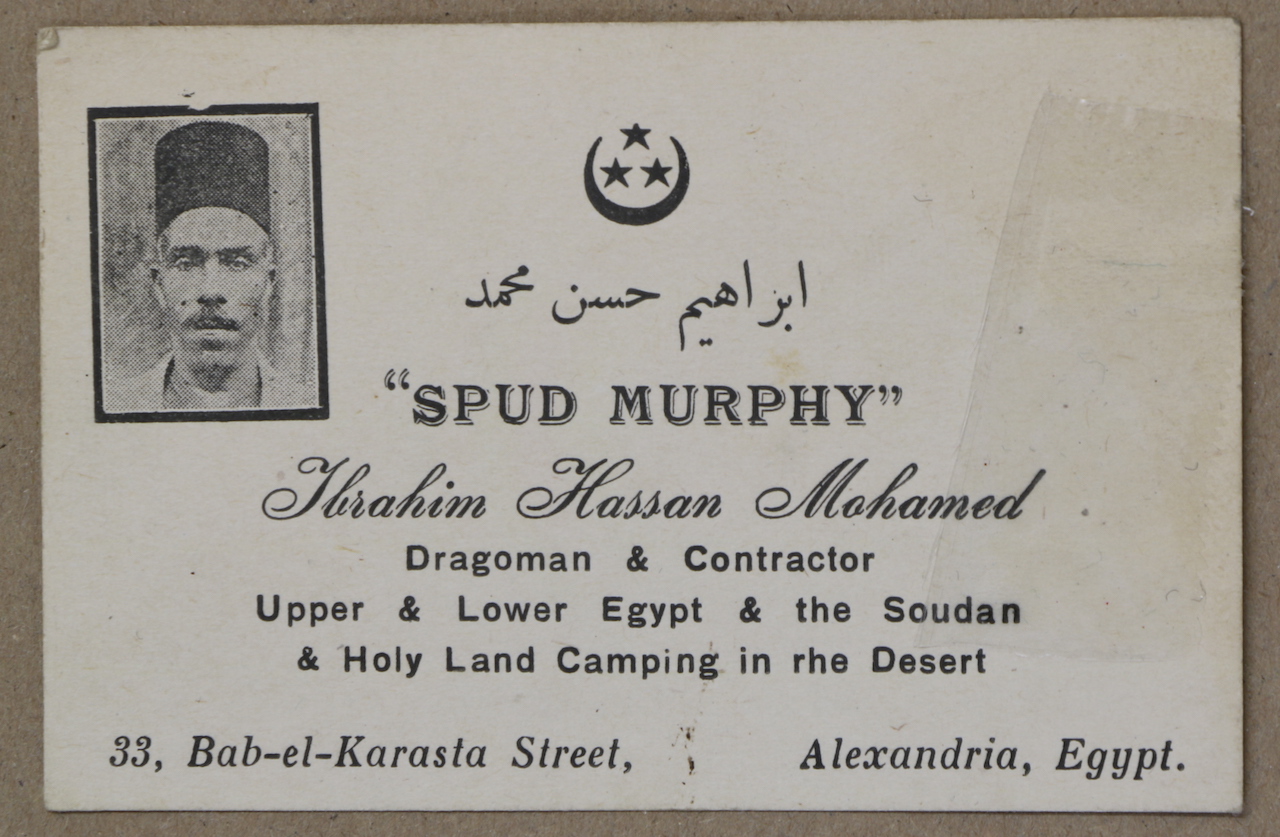 ابراهيم حسن محمد
“SPUD MURPHY”
Ibrahim Hassan Mohamed
Dragoman & Contractor
Upper & Lower Egypt & the Soudan
& Holy Land Camping in rhe Desert
33, Bab-el-Karasta Street, Alexandria, Egypt.